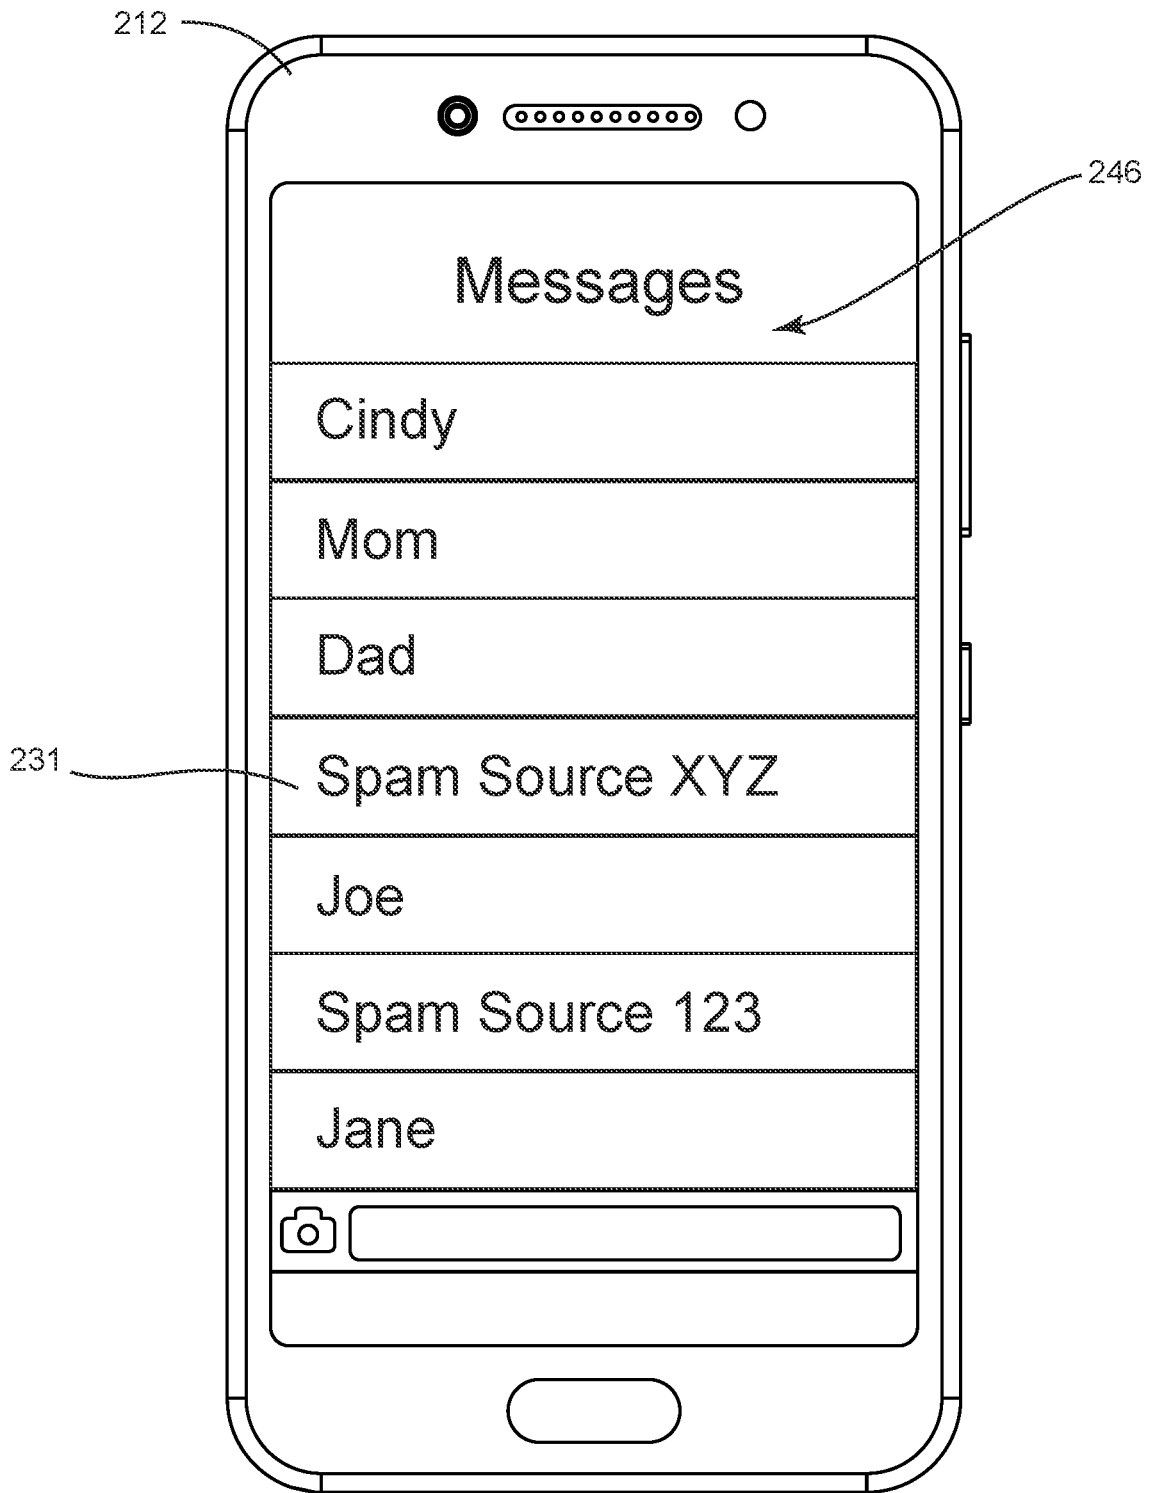 212
246
Messages
Cindy
Mom
Dad
231
Spam Source XYZ
Joe
Spam Source 123
Jane